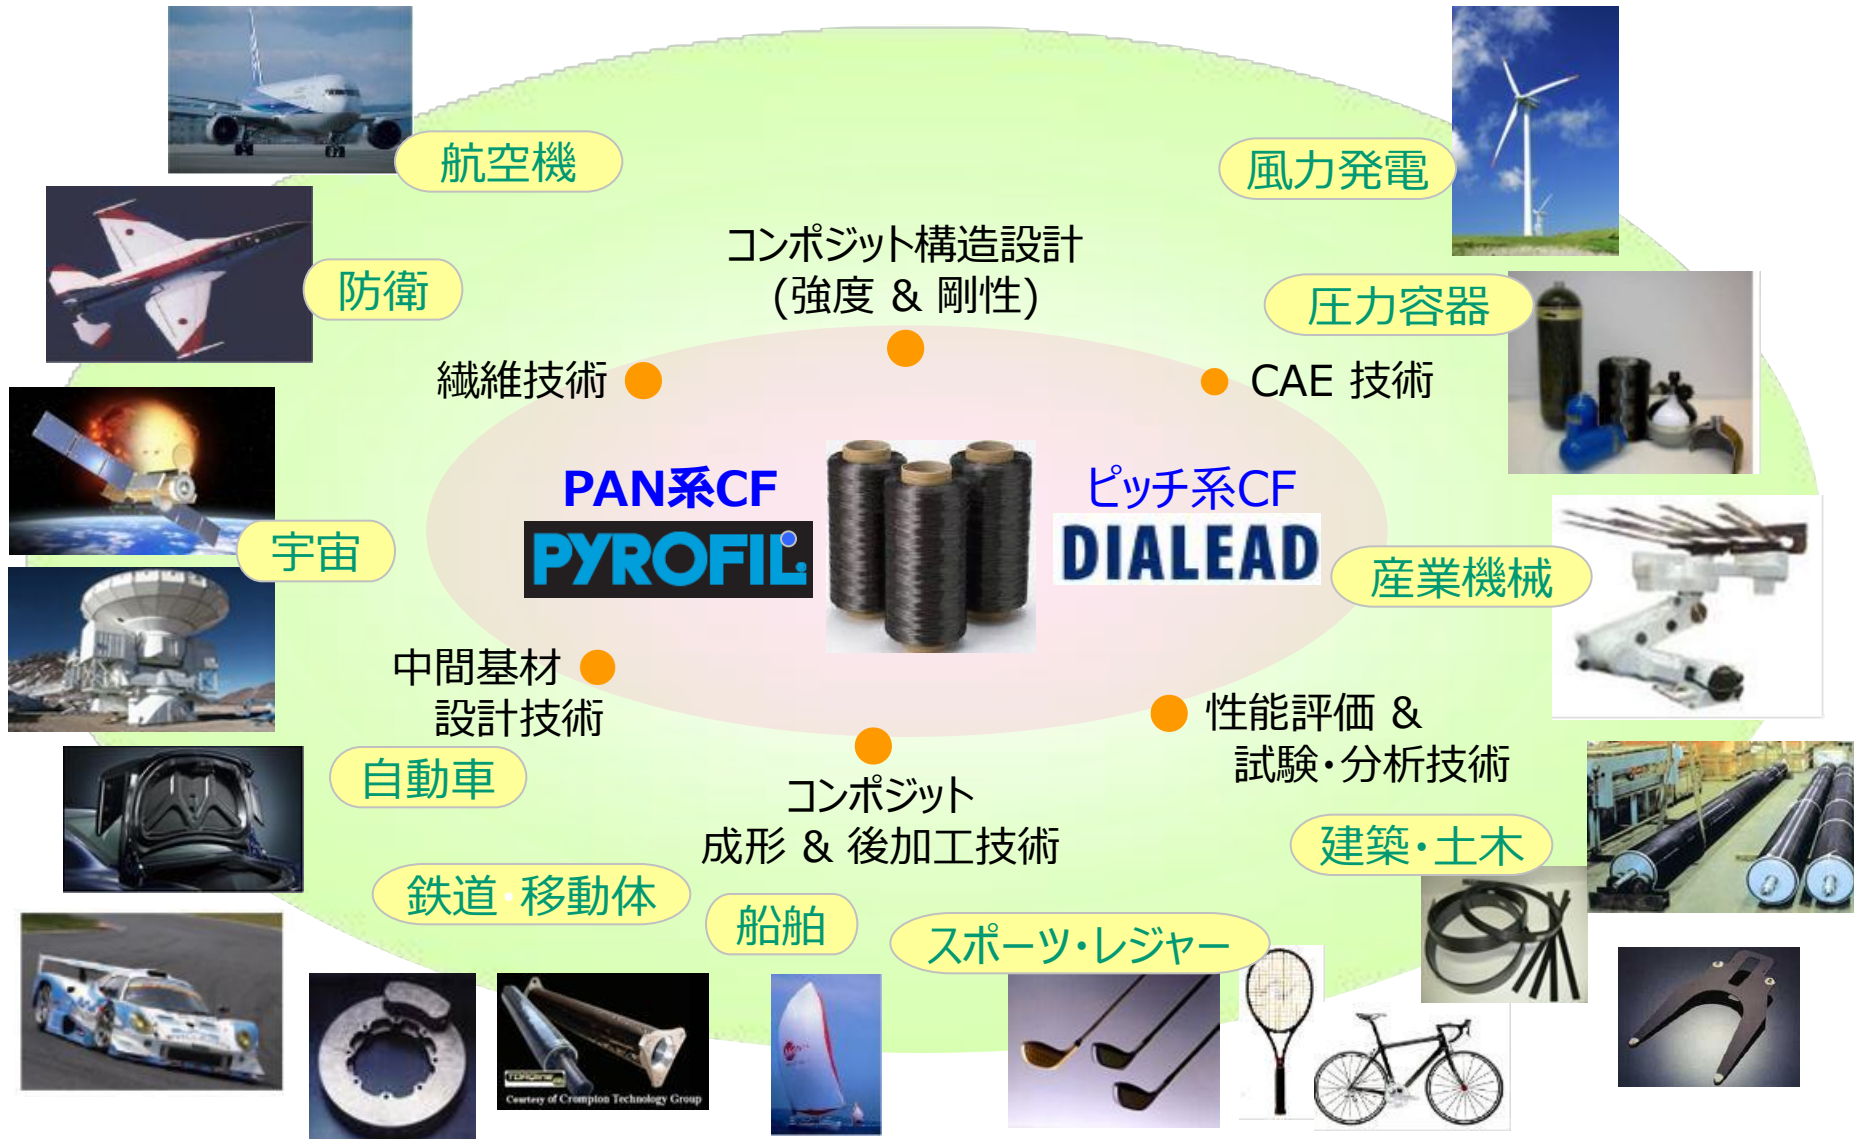 航空機
風力発電
コンポジット構造設計
(強度 & 剛性)
防衛
圧力容器
繊維技術
CAE 技術
PAN系CF
ピッチ系CF
PYROFIL
DIALEAD
宇宙
産業機械
中間基材
設計技術
性能評価 &
試験・分析技術
自動車
コンポジット
成形 & 後加工技術
建築・土木
鉄道・移動体
船舶
スポーツ・レジャー
Courtesy of Crompton Technology Group